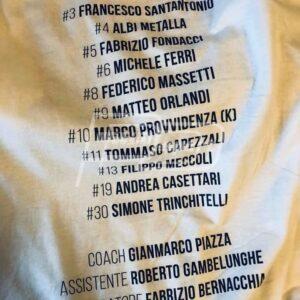 #3 FRANCESCO SANTANTONIO
#4 ALBI METALLA
#5 FABRIZIO FONDACCI
#6 MICHELE FERRI
#8 FEDERICO MASSETTI
#9 MATTEO ORLANDI
#10 MARCO PROVVIDENZA (K)
#11 TOMMASO CAPEZZALI
#13 FILIPPO MECCOLI
#19 ANDREA CASETTARI
#30 SIMONE TRINCHITELLI
COACH GIANMARCO PIAZZA
ASSISTENTE ROBERTO GAMBELUNGHE
FABRIZIO BERNACCHIA